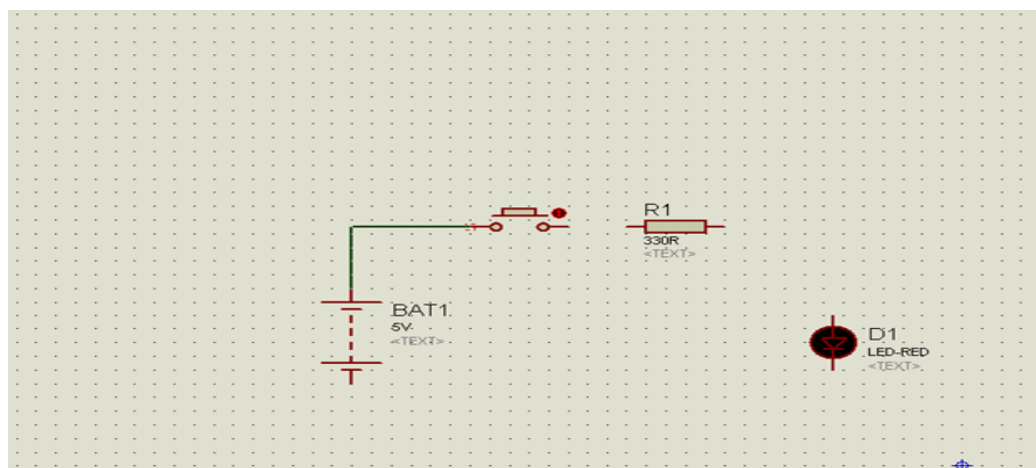 R1
330R
<TEXT>
BAT1
5V
<TEXT>
D1
LED-RED
<TEXT>